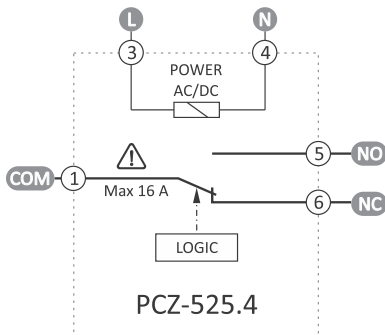 L N
3 4
POWER
AC/DC
5 NO
COM 1
Max 16 A
6 NC
LOGIC
PCZ-525.4